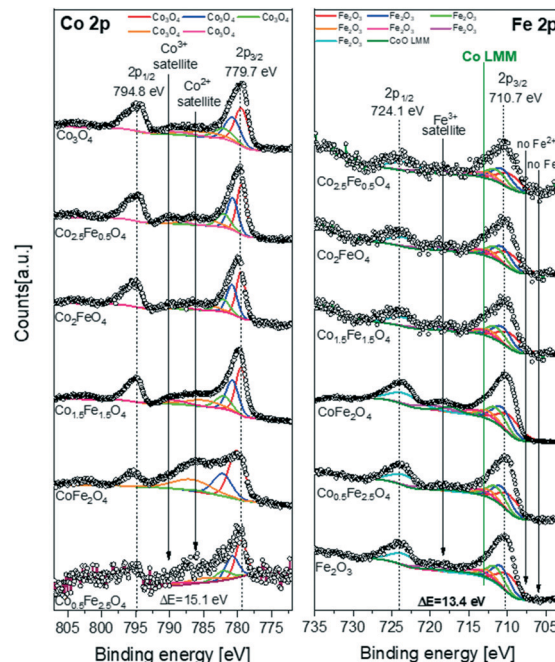 Co 2p
Co₃O₄ Co₃O₄ Co₃O₄
Co₃O₄ Co₃O₄
Co³⁺
satellite
Co²⁺
satellite
2p₁/₂
794.8 eV
2p₃/₂
779.7 eV
Co₃O₄
Co₂.₅Fe₀.₅O₄
Co₂FeO₄
Co₁.₅Fe₁.₅O₄
CoFe₂O₄
Co₀.₅Fe₂.₅O₄
ΔE=15.1 eV
Counts[a.u.]
805 800 795 790 785 780 775
Binding energy [eV]
Fe 2p
Fe₂O₃ Fe₂O₃ Fe₂O₃
Fe₂O₃ Fe₂O₃ Fe₂O₃
Fe₂O₃ CoO LMM
Co LMM
2p₁/₂
724.1 eV
Fe³⁺
satellite
2p₃/₂
710.7 eV
no Fe²⁺
no Fe
Co₂.₅Fe₀.₅O₄
Co₂FeO₄
Co₁.₅Fe₁.₅O₄
CoFe₂O₄
Co₀.₅Fe₂.₅O₄
Fe₂O₃
ΔE=13.4 eV
735 730 725 720 715 710 705
Binding energy [eV]